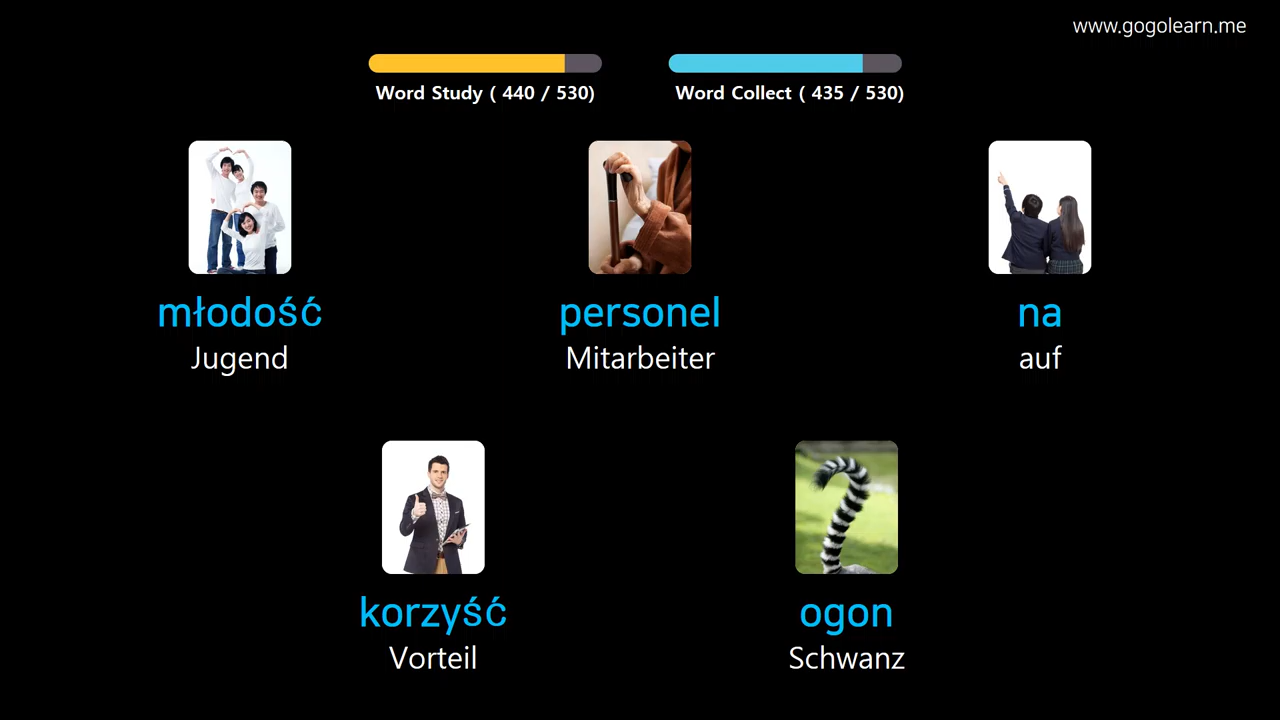 www.gogolearn.me
Word Study ( 440 / 530)
Word Collect ( 435 / 530)
młodość
Jugend
personel
Mitarbeiter
na
auf
korzyść
Vorteil
ogon
Schwanz